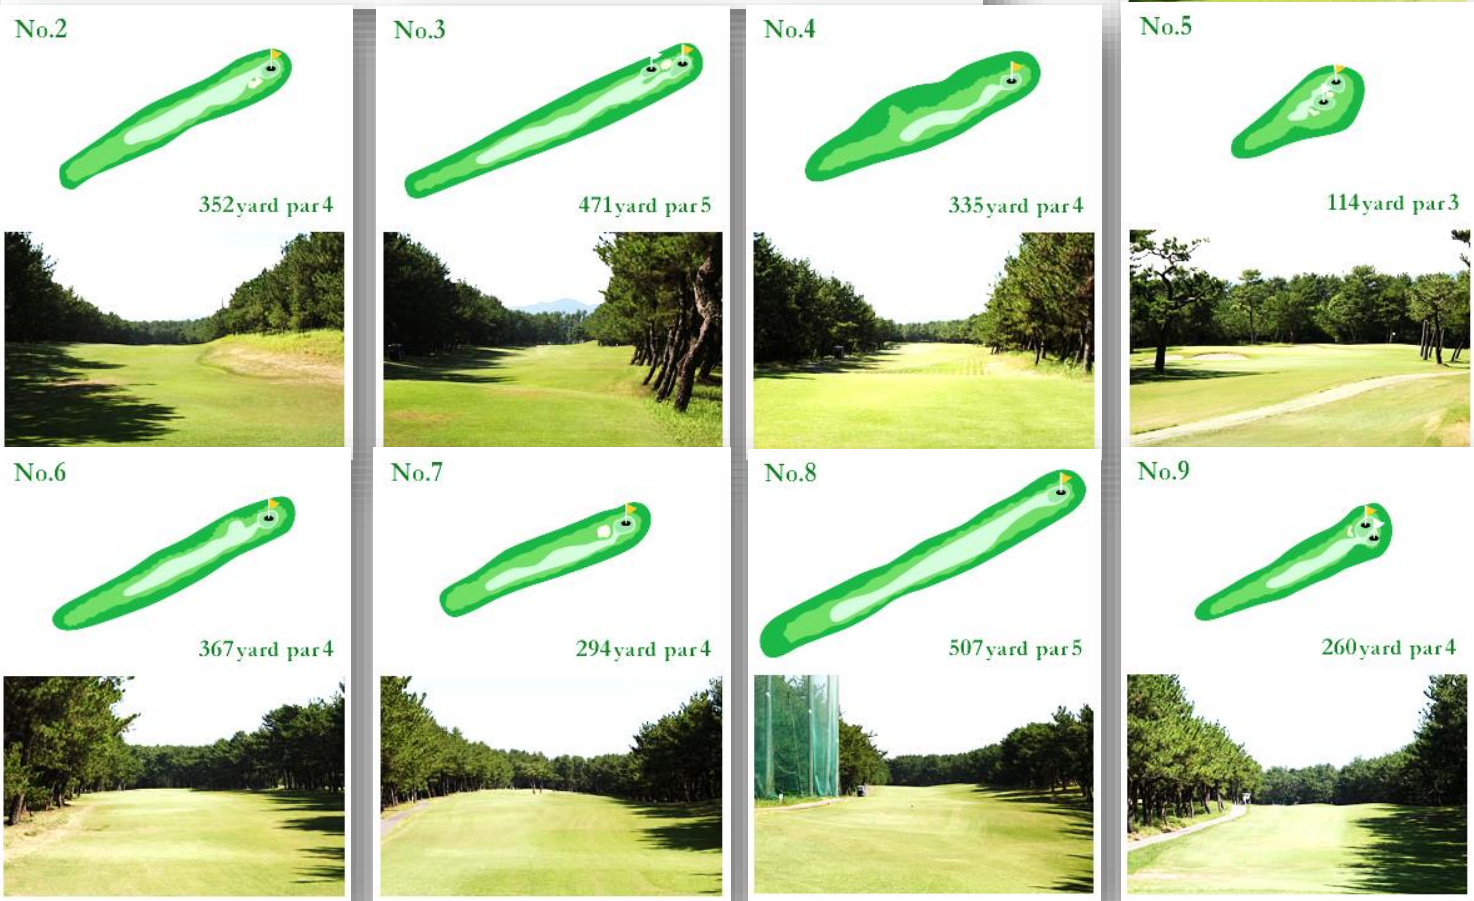 No.2
No.3
No.4
No.5
352yard par4
471yard par5
335yard par4
114yard par3
No.6
No.7
No.8
No.9
367yard par4
294yard par4
507yard par5
260yard par4